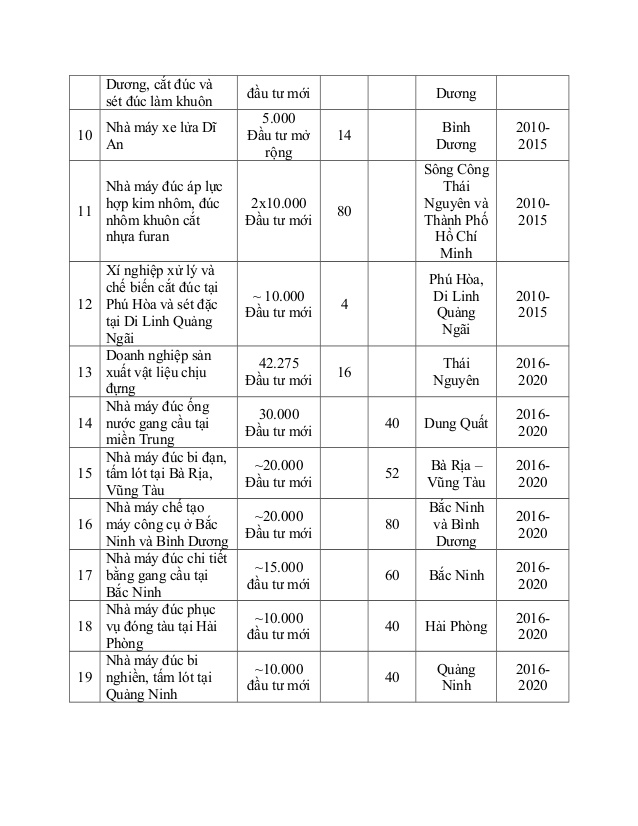 Dương, cắt đúc và
sét đúc làm khuôn
đầu tư mới
Dương
10
Nhà máy xe lửa Dĩ
An
5.000
Đầu tư mở
rộng
14
Bình
Dương
2010-
2015
11
Nhà máy đúc áp lực
hợp kim nhôm, đúc
nhôm khuôn cắt
nhựa furan
2x10.000
Đầu tư mới
80
Sông Công
Thái
Nguyên và
Thành Phố
Hồ Chí
Minh
2010-
2015
12
Xí nghiệp xử lý và
chế biến cắt đúc tại
Phú Hòa và sét đặc
tại Di Linh Quảng
Ngãi
~ 10.000
Đầu tư mới
4
Phú Hòa,
Di Linh
Quảng
Ngãi
2010-
2015
13
Doanh nghiệp sản
xuất vật liệu chịu
đựng
42.275
Đầu tư mới
16
Thái
Nguyên
2016-
2020
14
Nhà máy đúc ống
nước gang cầu tại
miền Trung
30.000
Đầu tư mới
40
Dung Quất
2016-
2020
15
Nhà máy đúc bi đạn,
tấm lót tại Bà Rịa,
Vũng Tàu
~20.000
Đầu tư mới
52
Bà Rịa –
Vũng Tàu
2016-
2020
16
Nhà máy chế tạo
máy công cụ ở Bắc
Ninh và Bình Dương
~20.000
Đầu tư mới
80
Bắc Ninh
và Bình
Dương
2016-
2020
17
Nhà máy đúc chi tiết
bằng gang cầu tại
Bắc Ninh
~15.000
đầu tư mới
60
Bắc Ninh
2016-
2020
18
Nhà máy đúc phục
vụ đóng tàu tại Hải
Phòng
~10.000
đầu tư mới
40
Hải Phòng
2016-
2020
19
Nhà máy đúc bi
nghiền, tấm lót tại
Quảng Ninh
~10.000
đầu tư mới
40
Quảng
Ninh
2016-
2020